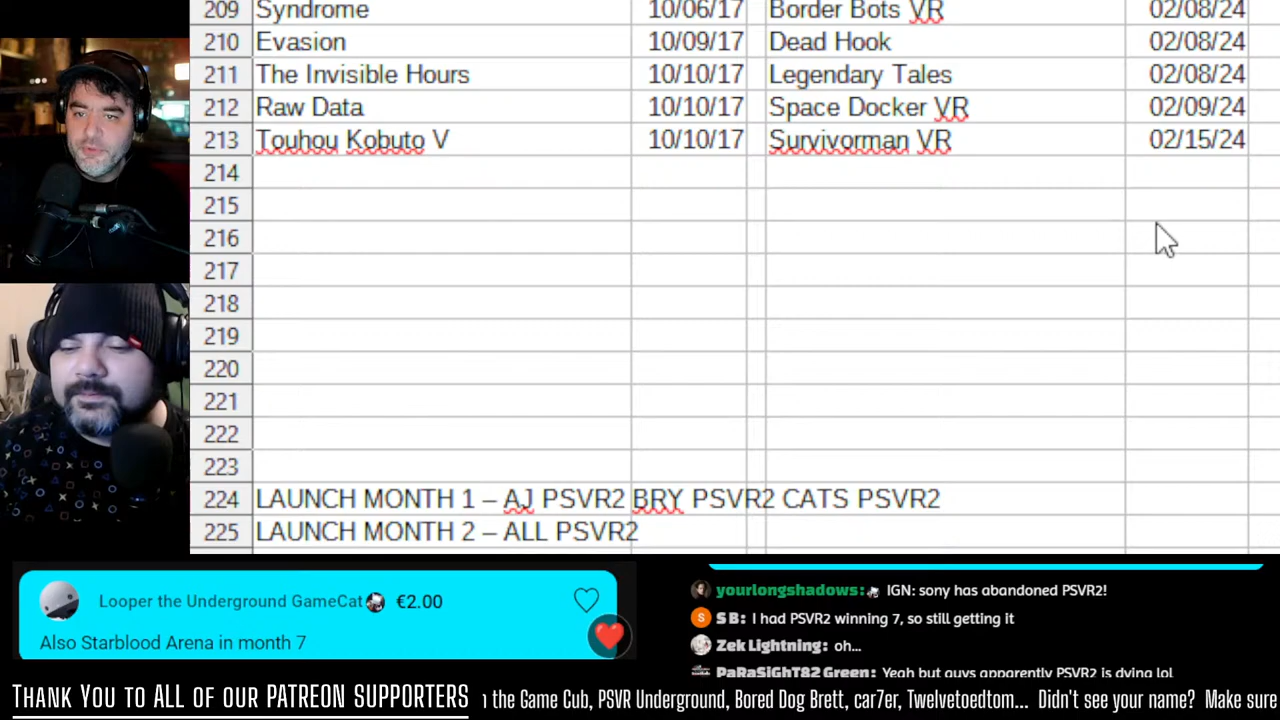 209 Syndrome 10/06/17 Border Bots VR 02/08/24
210 Evasion 10/09/17 Dead Hook 02/08/24
211 The Invisible Hours 10/10/17 Legendary Tales 02/08/24
212 Raw Data 10/10/17 Space Docker VR 02/09/24
213 Touhou Kobuto V 10/10/17 Survivorman VR 02/15/24
214
215
216
217
218
219
220
221
222
223
224 LAUNCH MONTH 1 – AJ PSVR2 BRY PSVR2 CATS PSVR2
225 LAUNCH MONTH 2 – ALL PSVR2
Looper the Underground GameCat €2.00
Also Starblood Arena in month 7
yourlongshadows: IGN: sony has abandoned PSVR2!
S B: I had PSVR2 winning 7, so still getting it
Zek Lightning: oh...
PaRaSiGhT82 Green: Yeah but guys apparently PSVR2 is dying lol
THANK YOU TO ALL OF OUR PATREON SUPPORTERS
n the Game Cub, PSVR Underground, Bored Dog Brett, car7er, Twelvetoedtom... Didn't see your name? Make sure